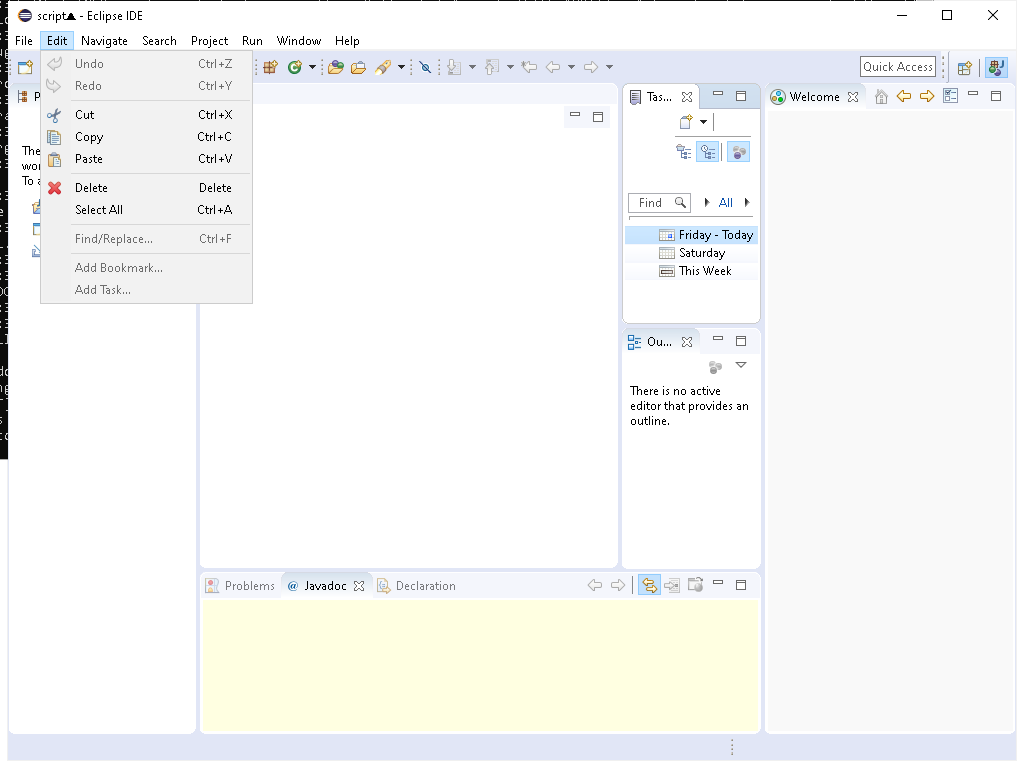 script▲ - Eclipse IDE
File Edit Navigate Search Project Run Window Help
Undo Ctrl+Z
Redo Ctrl+Y
Cut Ctrl+X
Copy Ctrl+C
Paste Ctrl+V
Delete Delete
Select All Ctrl+A
Find/Replace... Ctrl+F
Add Bookmark...
Add Task...
Quick Access
P
The
wor
To a
Tas...
Find
All
Friday - Today
Saturday
This Week
Ou...
There is no active
editor that provides an
outline.
Welcome
Problems @ Javadoc Declaration